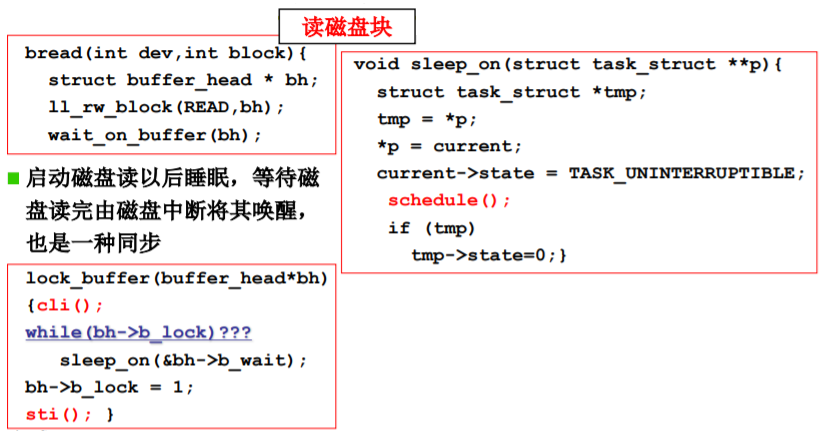 读磁盘块
bread(int dev,int block){
struct buffer_head * bh;
ll_rw_block(READ,bh);
wait_on_buffer(bh);
启动磁盘读以后睡眠，等待磁
盘读完由磁盘中断将其唤醒，
也是一种同步
lock_buffer(buffer_head*bh)
{cli();
while(bh->b_lock)???
sleep_on(&bh->b_wait);
bh->b_lock = 1;
sti(); }
void sleep_on(struct task_struct **p){
struct task_struct *tmp;
tmp = *p;
*p = current;
current->state = TASK_UNINTERRUPTIBLE;
schedule();
if (tmp)
tmp->state=0;}